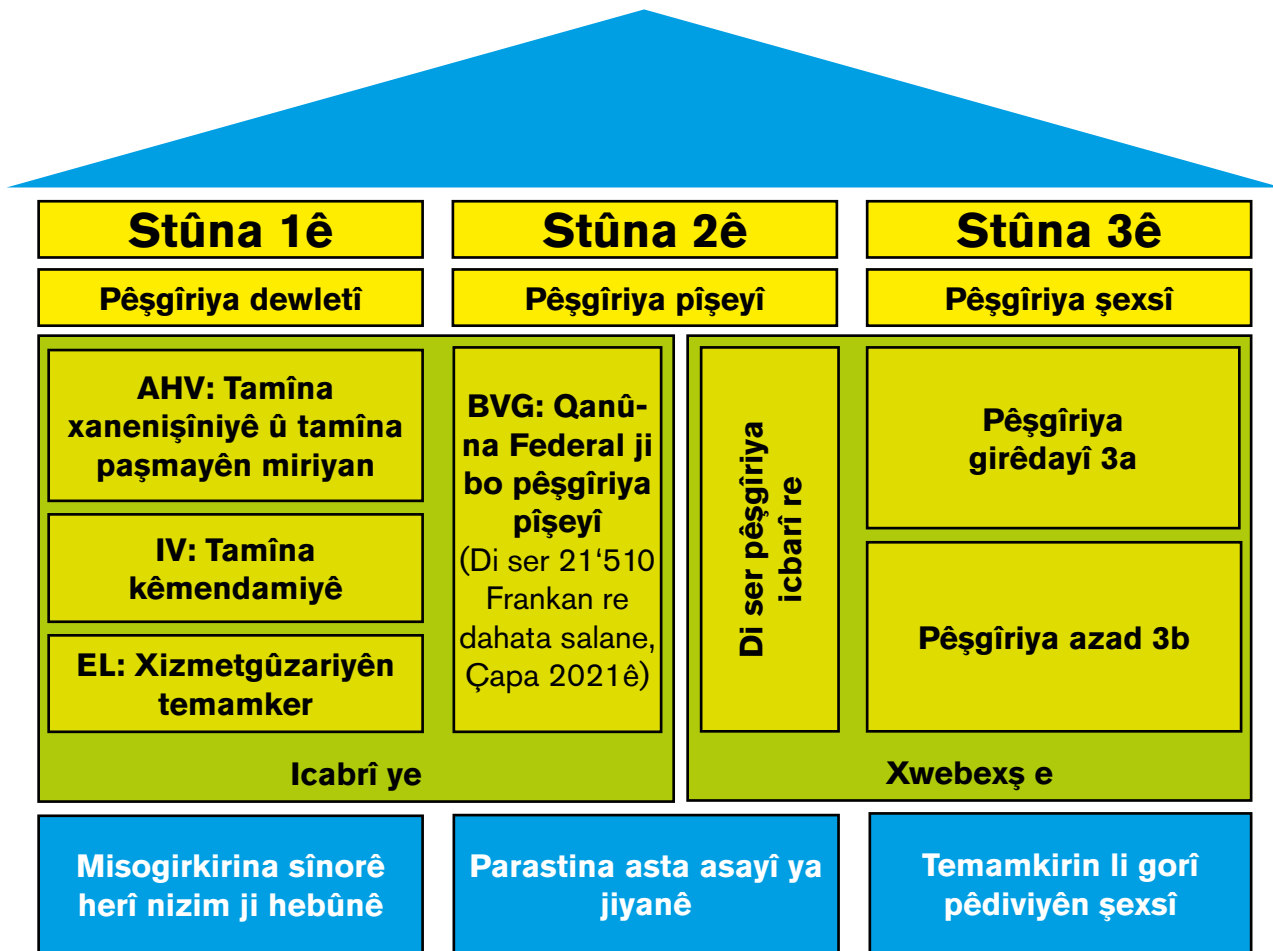 Stûna 1ê
Stûna 2ê
Stûna 3ê
Pêşgîriya dewletî
Pêşgîriya pîşeyî
Pêşgîriya şexsî
AHV: Tamîna
xanenişîniyê û tamîna
paşmayên miriyan
IV: Tamîna
kêmendamiyê
EL: Xizmetgûzariyên
temamker
BVG: Qanû-
na Federal ji
bo pêşgîriya
pîşeyî
(Di ser 21‘510
Frankan re
dahata salane,
Çapa 2021ê)
Di ser pêşgîriya
icbarî re
Pêşgîriya
girêdayî 3a
Pêşgîriya azad 3b
Icabrî ye
Xwebexş e
Misogirkirina sînorê
herî nizim ji hebûnê
Parastina asta asayî ya
jiyanê
Temamkirin li gorî
pêdiviyên şexsî